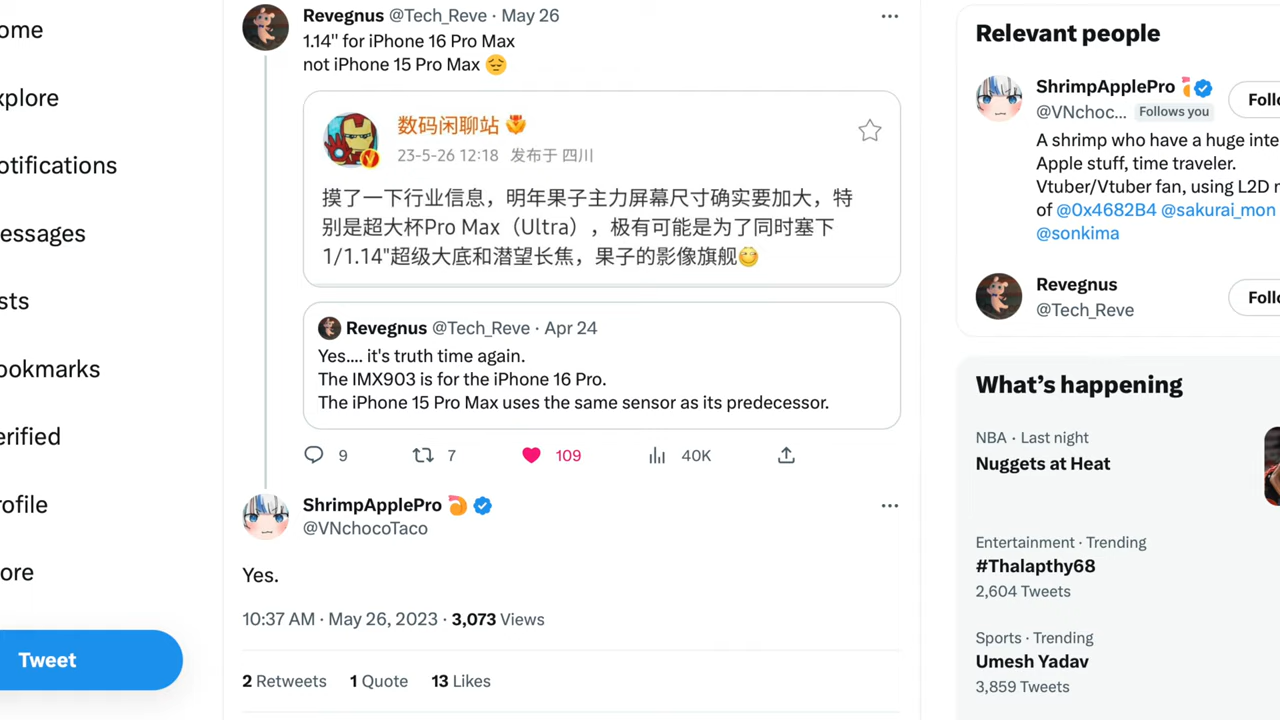 ome
xplore
otifications
essages
sts
ookmarks
erified
rofile
ore
Tweet
Revegnus @Tech_Reve · May 26
1.14" for iPhone 16 Pro Max
not iPhone 15 Pro Max 😔
数码闲聊站
23-5-26 12:18 发布于 四川
摸了一下行业信息，明年果子主力屏幕尺寸确实要加大，特
别是超大杯Pro Max（Ultra），极有可能是为了同时塞下
1/1.14"超级大底和潜望长焦，果子的影像旗舰😋
Revegnus @Tech_Reve · Apr 24
Yes.... it's truth time again.
The IMX903 is for the iPhone 16 Pro.
The iPhone 15 Pro Max uses the same sensor as its predecessor.
9 7 109 40K
ShrimpApplePro 🍤
@VNchocoTaco
Yes.
10:37 AM · May 26, 2023 · 3,073 Views
2 Retweets 1 Quote 13 Likes
Relevant people
ShrimpApplePro 🍤
@VNchoc... Follows you
Follo
A shrimp who have a huge inte
Apple stuff, time traveler.
Vtuber/Vtuber fan, using L2D m
of @0x4682B4 @sakurai_mon
@sonkima
Revegnus
@Tech_Reve
Follo
What's happening
NBA · Last night
Nuggets at Heat
Entertainment · Trending
#Thalapthy68
2,604 Tweets
Sports · Trending
Umesh Yadav
3,859 Tweets